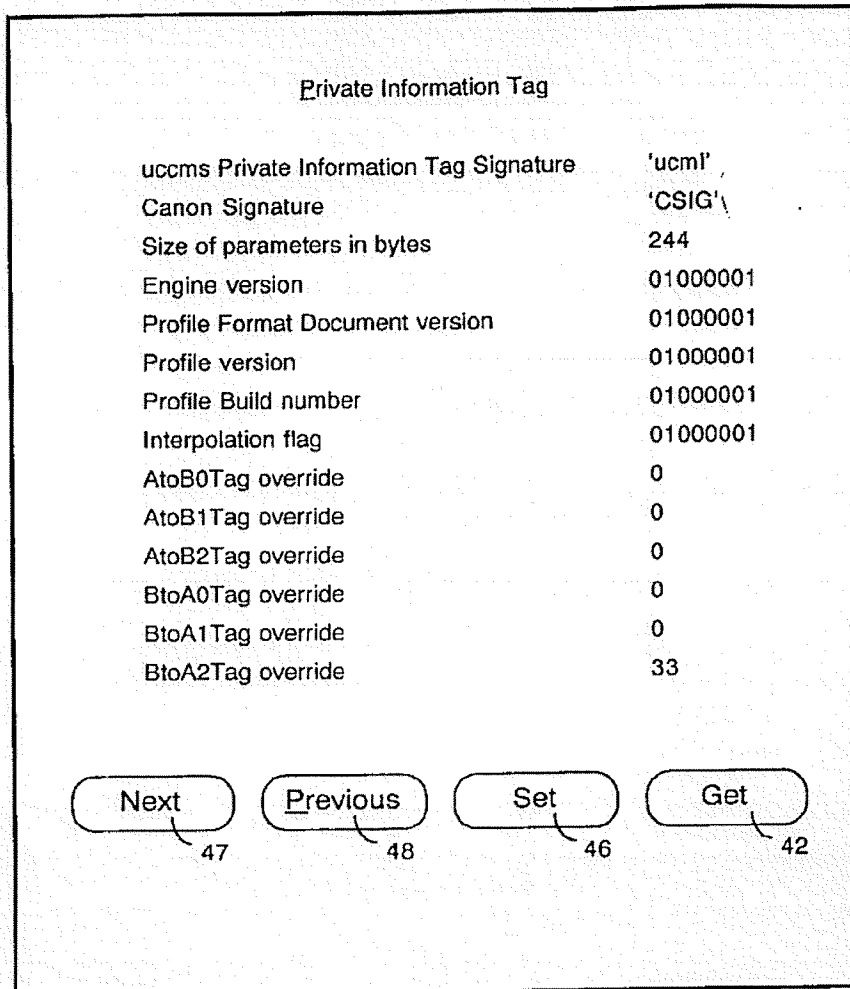 Private Information Tag
uccms Private Information Tag Signature 'ucmI'
Canon Signature 'CSIG'
Size of parameters in bytes 244
Engine version 01000001
Profile Format Document version 01000001
Profile version 01000001
Profile Build number 01000001
Interpolation flag 01000001
AtoB0Tag override 0
AtoB1Tag override 0
AtoB2Tag override 0
BtoA0Tag override 0
BtoA1Tag override 0
BtoA2Tag override 33
Next Previous Set Get
47 48 46 42